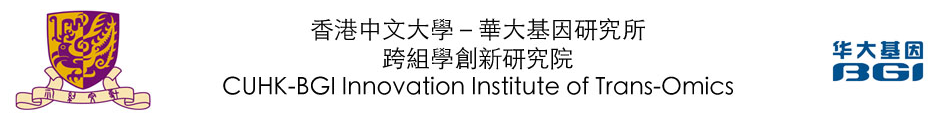 香港中文大學 – 華大基因研究所
跨組學創新研究院
CUHK-BGI Innovation Institute of Trans-Omics
华大基因
BGI